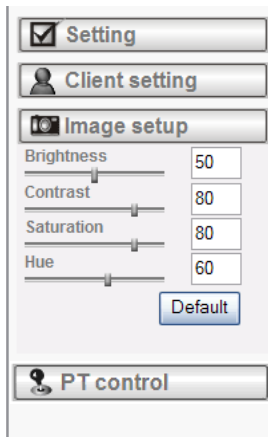 Setting
Client setting
Image setup
Brightness 50
Contrast 80
Saturation 80
Hue 60
Default
PT control